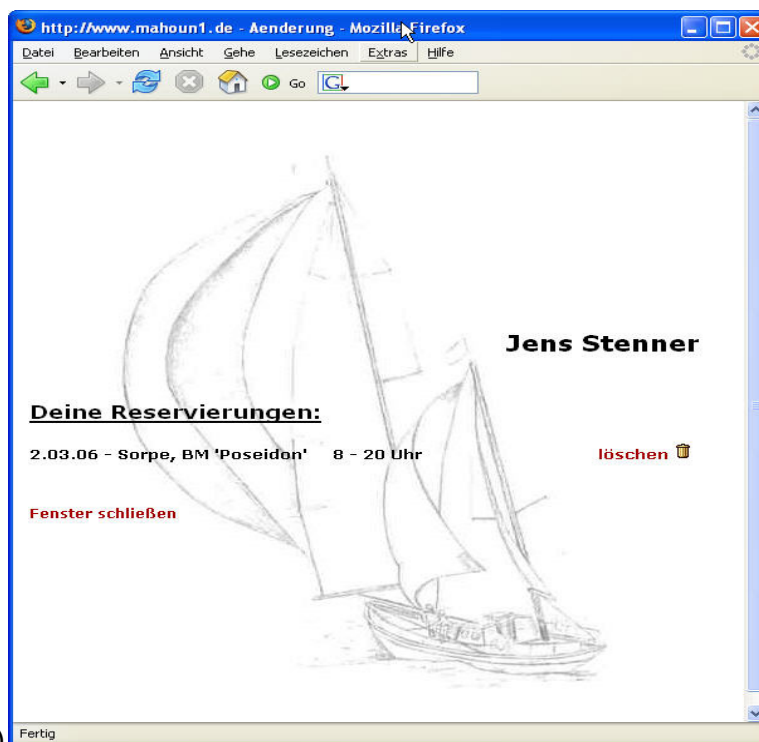 http://www.mahoun1.de - Aenderung - Mozilla Firefox
Datei Bearbeiten Ansicht Gehe Lesezeichen Extras Hilfe
Go G
Jens Stenner
Deine Reservierungen:
2.03.06 - Sorpe, BM 'Poseidon' 8 - 20 Uhr löschen
Fenster schließen
Fertig